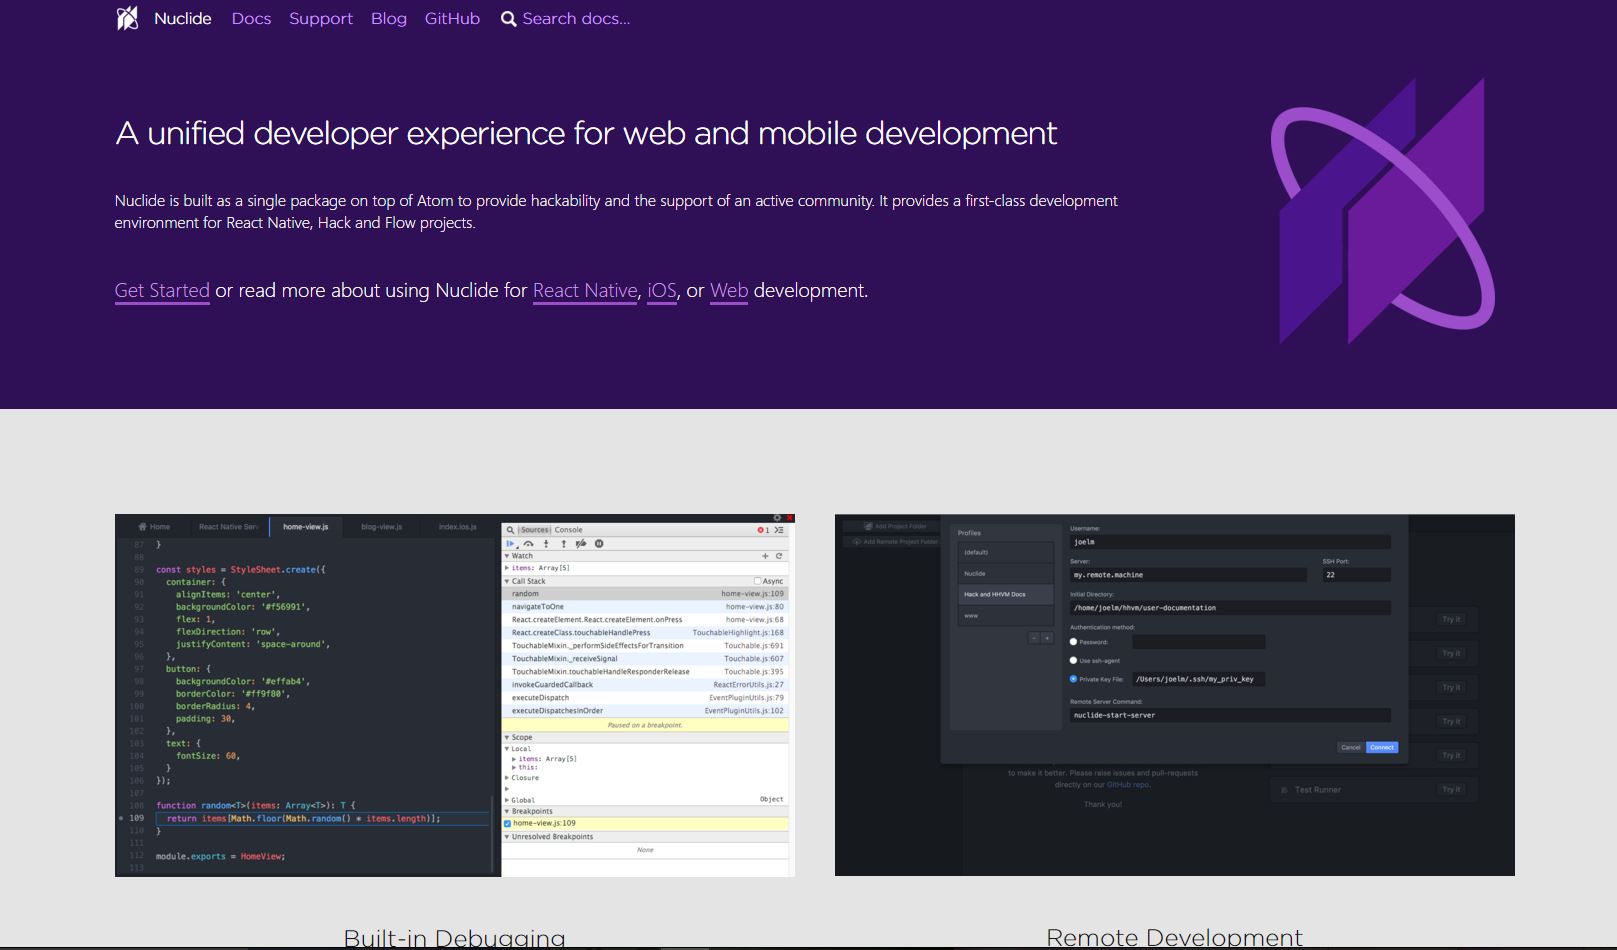 Nuclide Docs Support Blog GitHub Search docs...
A unified developer experience for web and mobile development
Nuclide is built as a single package on top of Atom to provide hackability and the support of an active community. It provides a first-class development
environment for React Native, Hack and Flow projects.
Get Started or read more about using Nuclide for React Native, iOS, or Web development.
Home React Native Serv home-view.js blog-view.js index.ios.js
87 }
88
89 const styles = StyleSheet.create({
90 container: {
91 alignItems: 'center',
92 backgroundColor: '#f56991',
93 flex: 1,
94 flexDirection: 'row',
95 justifyContent: 'space-around',
96 },
97 button: {
98 backgroundColor: '#effab4',
99 borderColor: '#ff9f80',
100 borderRadius: 4,
101 padding: 30,
102 },
103 text: {
104 fontSize: 60,
105 }
106 });
107
108 function random<T>(items: Array<T>): T {
109 return items[Math.floor(Math.random() * items.length)];
110 }
111
112 module.exports = HomeView;
113
Sources Console 1
Watch
items: Array[5]
Call Stack Async
random home-view.js:109
navigateToOne home-view.js:80
React.createElement.React.createElement.onPress home-view.js:68
React.createClass.touchableHandlePress TouchableHighlight.js:168
TouchableMixin._performSideEffectsForTransition Touchable.js:691
TouchableMixin._receiveSignal Touchable.js:607
TouchableMixin.touchableHandleResponderRelease Touchable.js:395
invokeGuardedCallback ReactErrorUtils.js:27
executeDispatch EventPluginUtils.js:79
executeDispatchesInOrder EventPluginUtils.js:102
Paused on a breakpoint.
Scope
Local
items: Array[5]
this:
Closure
Global Object
Breakpoints
home-view.js:109
Unresolved Breakpoints
None
Add Project Folder
Add Remote Project Folder
Profiles
(default)
Nuclide
Hack and HHVM Docs
www
- +
Username:
joelm
Server: SSH Port:
my.remote.machine 22
Initial Directory:
/home/joelm/hhvm/user-documentation
Authentication method:
Password:
Use ssh-agent
Private Key File: /Users/joelm/.ssh/my_priv_key
Remote Server Command:
nuclide-start-server
Cancel Connect
Try it
Try it
Try it
Try it
Try it
to make it better. Please raise issues and pull-requests
directly on our GitHub repo.
Thank you!
Test Runner Try it
Built-in Debugging
Remote Development